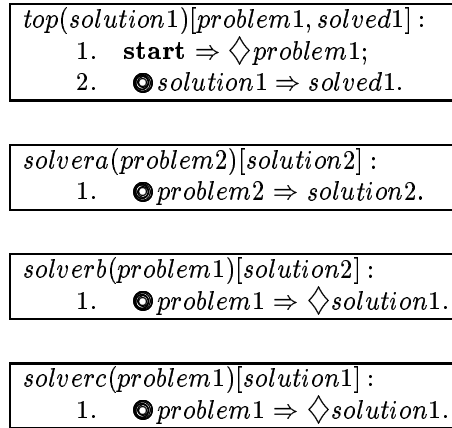 top(solution1)[problem1, solved1] :
1. start ⇒ ◇problem1;
2. ◎solution1 ⇒ solved1.
solvera(problem2)[solution2] :
1. ◎problem2 ⇒ solution2.
solverb(problem1)[solution2] :
1. ◎problem1 ⇒ ◇solution1.
solverc(problem1)[solution1] :
1. ◎problem1 ⇒ ◇solution1.